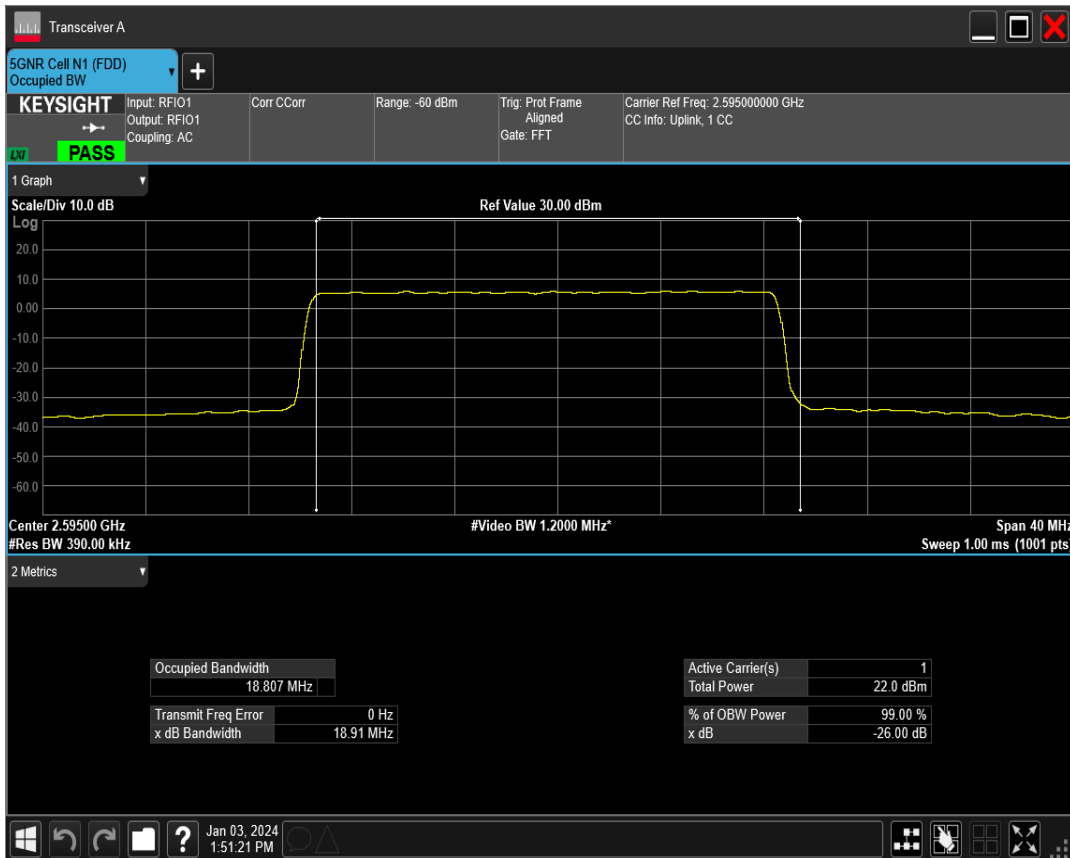 Transceiver A
5GNR Cell N1 (FDD)
Occupied BW
+
KEYSIGHT
LXI
PASS
Input: RFIO1
Output: RFIO1
Coupling: AC
Corr CCorr
Range: -60 dBm
Trig: Prot Frame
Aligned
Gate: FFT
Carrier Ref Freq: 2.595000000 GHz
CC Info: Uplink, 1 CC
1 Graph
Scale/Div 10.0 dB
Ref Value 30.00 dBm
Log
20.0
10.0
0.00
-10.0
-20.0
-30.0
-40.0
-50.0
-60.0
Center 2.59500 GHz
#Video BW 1.2000 MHz*
Span 40 MHz
#Res BW 390.00 kHz
Sweep 1.00 ms (1001 pts)
2 Metrics
Occupied Bandwidth
18.807 MHz
Transmit Freq Error 0 Hz
x dB Bandwidth 18.91 MHz
Active Carrier(s) 1
Total Power 22.0 dBm
% of OBW Power 99.00 %
x dB -26.00 dB
?
Jan 03, 2024
1:51:21 PM